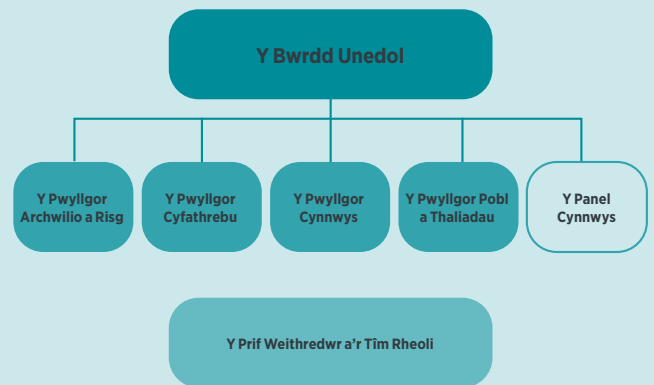 Y Bwrdd Unedol
Y Pwyllgor
Archwilio a Risg
Y Pwyllgor
Cyfathrebu
Y Pwyllgor
Cynnwys
Y Pwyllgor Pobl
a Thaliadau
Y Panel
Cynnwys
Y Prif Weithredwr a'r Tîm Rheoli